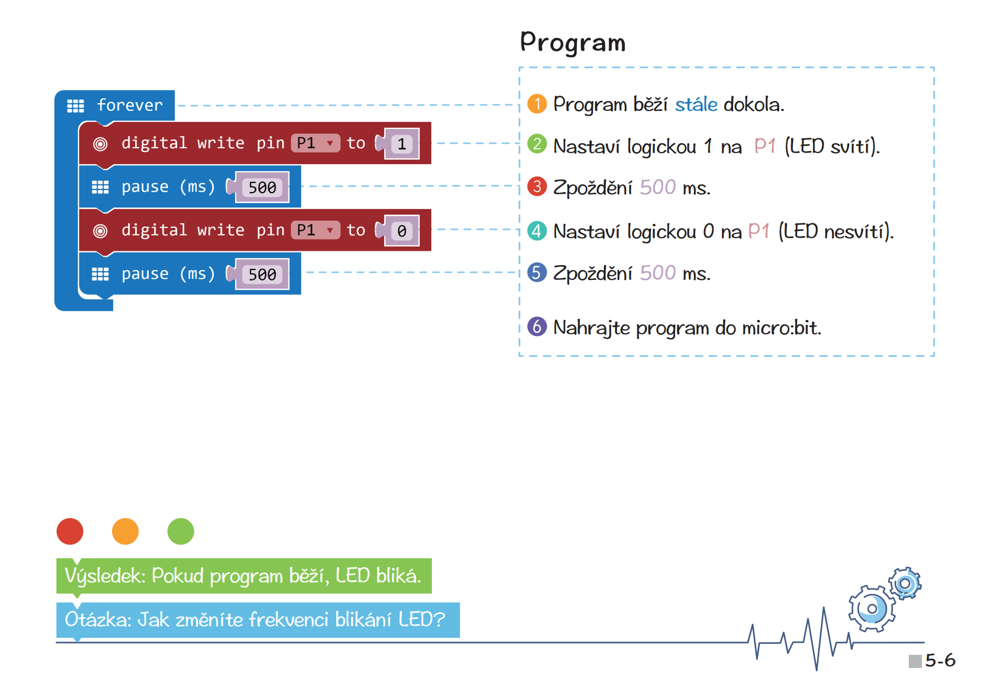 Program
forever
digital write pin P1 ▼ to 1
pause (ms) 500
digital write pin P1 ▼ to 0
pause (ms) 500
1 Program běží stále dokola.
2 Nastaví logickou 1 na P1 (LED svítí).
3 Zpoždění 500 ms.
4 Nastaví logickou 0 na P1 (LED nesvítí).
5 Zpoždění 500 ms.
6 Nahrajte program do micro:bit.
Výsledek: Pokud program běží, LED bliká.
Otázka: Jak změníte frekvenci blikání LED?
5-6